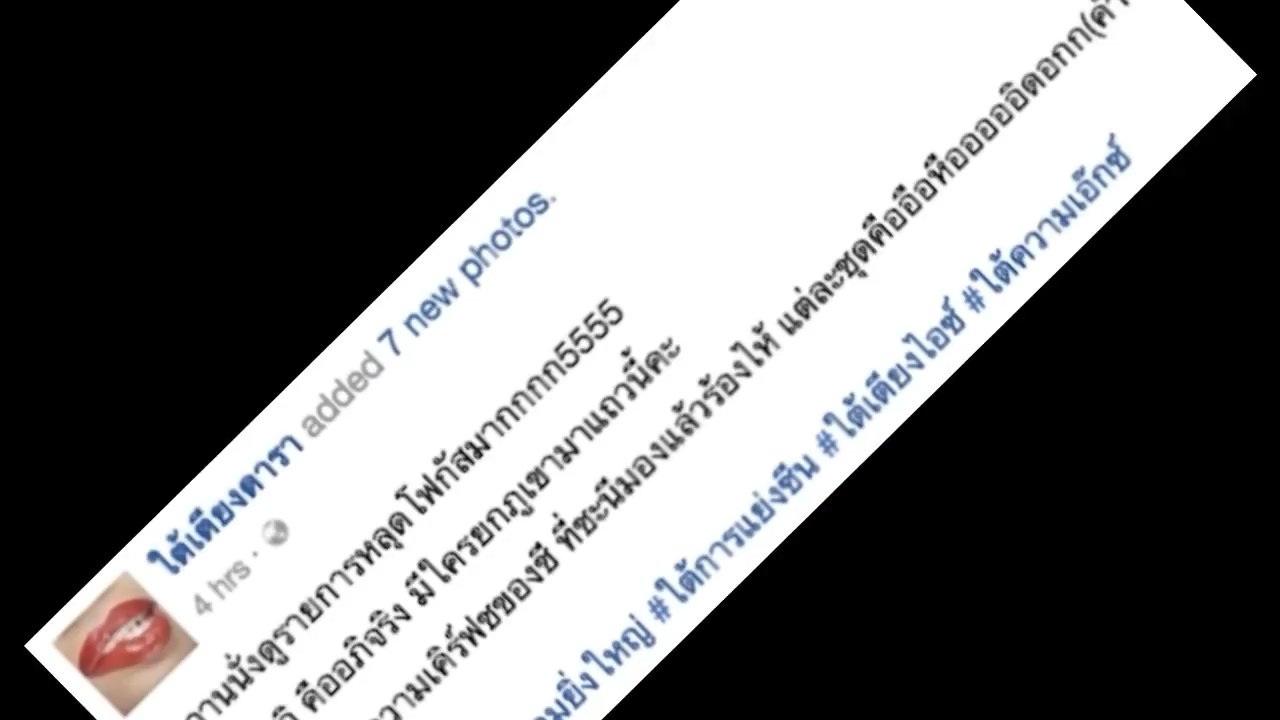 ใต้เตียงดารา added 7 new photos.
4 hrs ·
งานนั่งดูรายการหลุดโฟกัสมากกกกก5555
คืออภิจริง มีใครยกภูเขามาแถวนี้คะ
ความเคิร์ฟชของชี ที่ชะนีมองแล้วร้องไห้ แต่ละชุดคืออือหืออออออิดอกก(คำ
#ใต้การแย่งซีน #ใต้เตียงไอซ์ #ใต้ความเอ๊กซ์